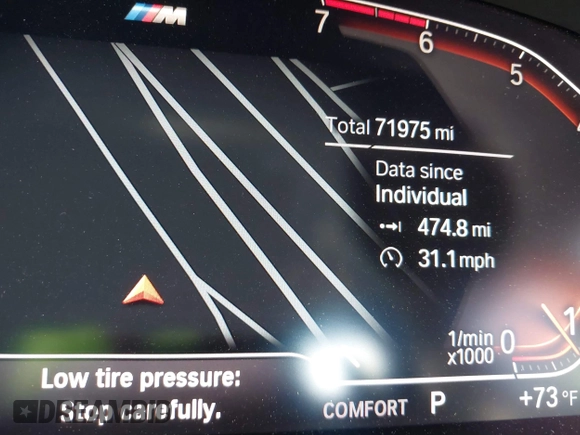 M
7
6
5
Total 71975 mi
Data since
Individual
474.8 mi
31.1 mph
1/min
x1000
0
1
Low tire pressure:
Stop carefully.
COMFORT P +73 °F